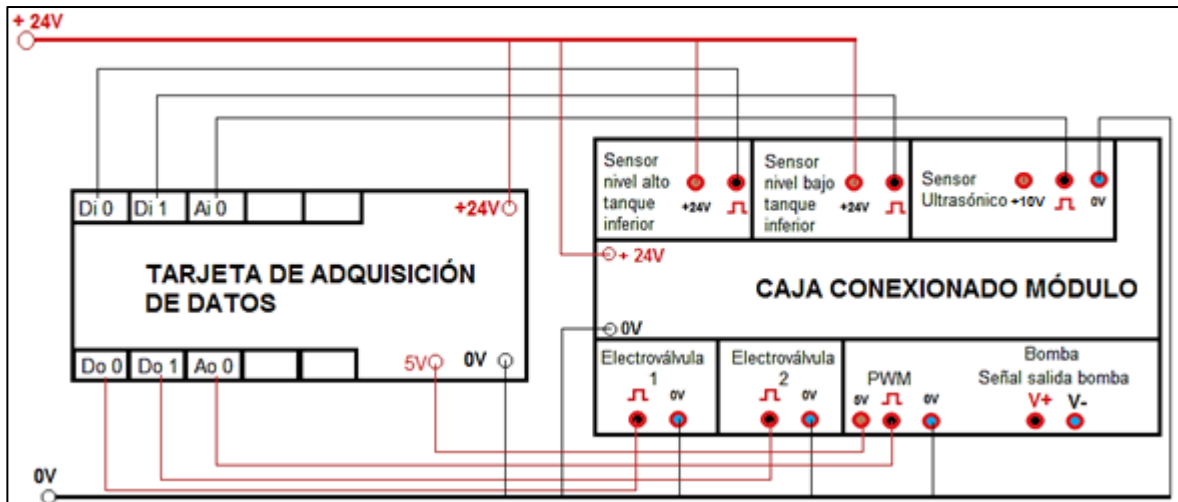 + 24V
Sensor
nivel alto
tanque
inferior
+24V
Sensor
nivel bajo
tanque
inferior
+24V
Sensor
Ultrasónico
+10V
0V
Di 0
Di 1
Ai 0
+24V
TARJETA DE ADQUISICIÓN
DE DATOS
+ 24V
CAJA CONEXIONADO MÓDULO
0V
Do 0
Do 1
Ao 0
5V
0V
Electroválvula
1
0V
Electroválvula
2
0V
PWM
5V
0V
Bomba
Señal salida bomba
V+
V-
0V